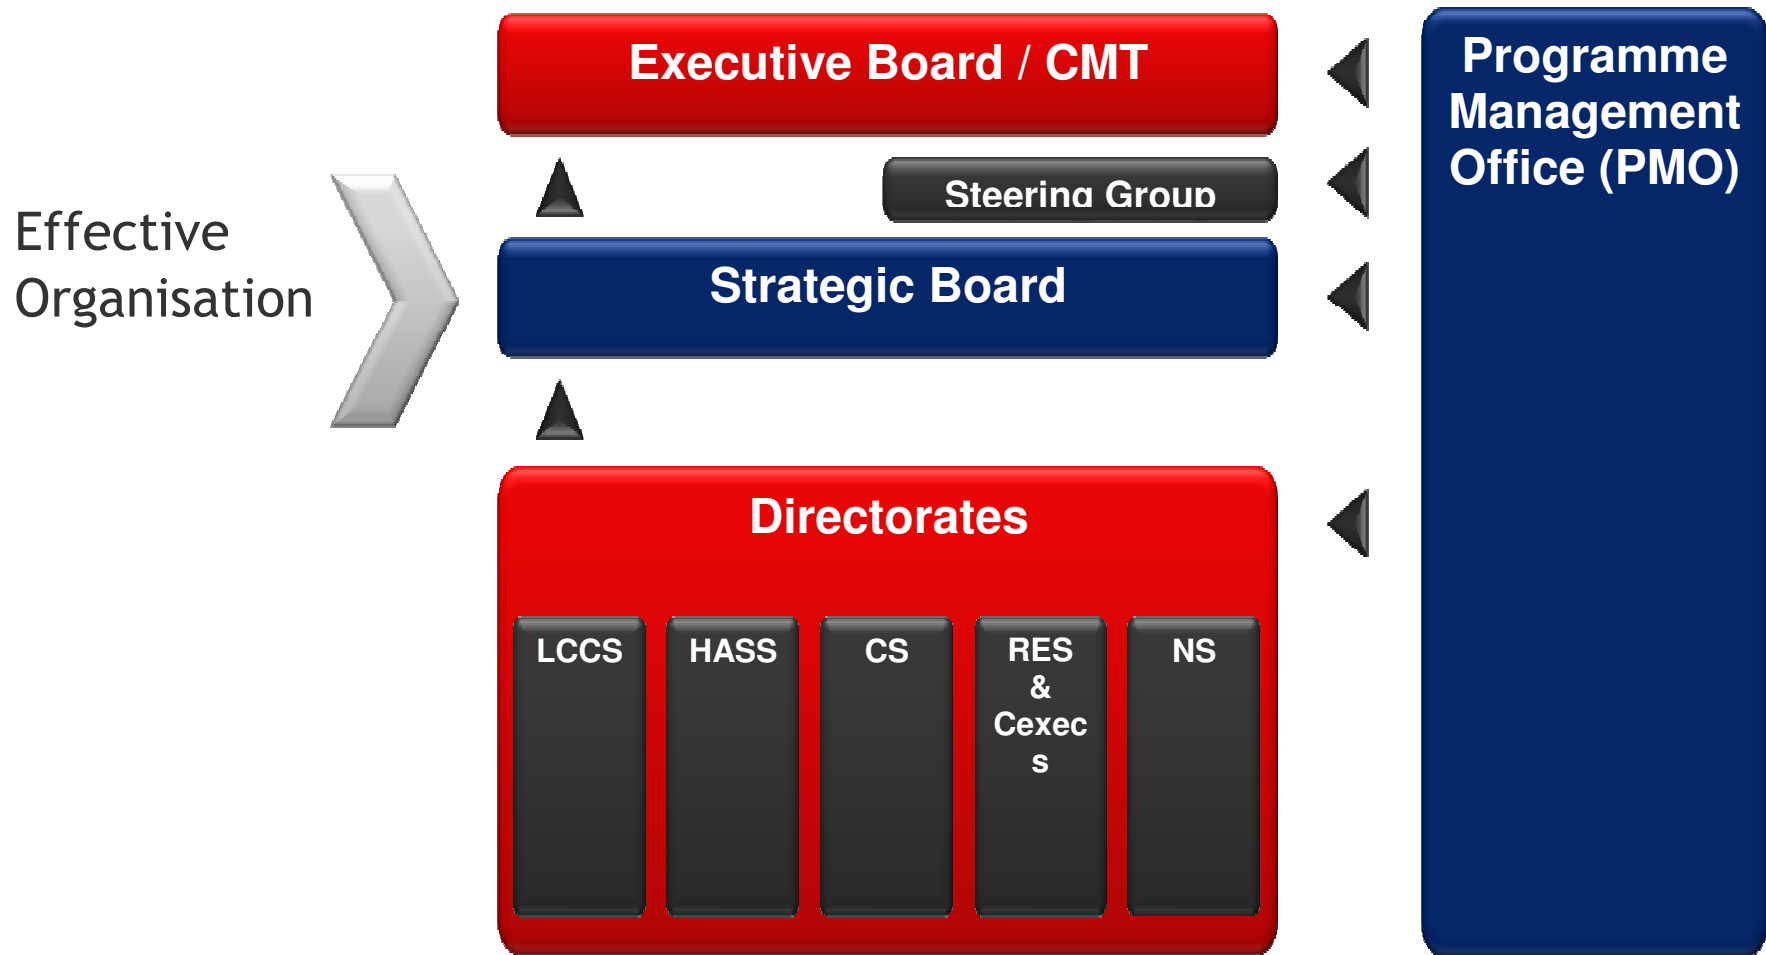 Executive Board / CMT
Programme
Management
Office (PMO)
Steering Group
Effective
Organisation
Strategic Board
Directorates
LCCS
HASS
CS
RES
&
Cexec
s
NS